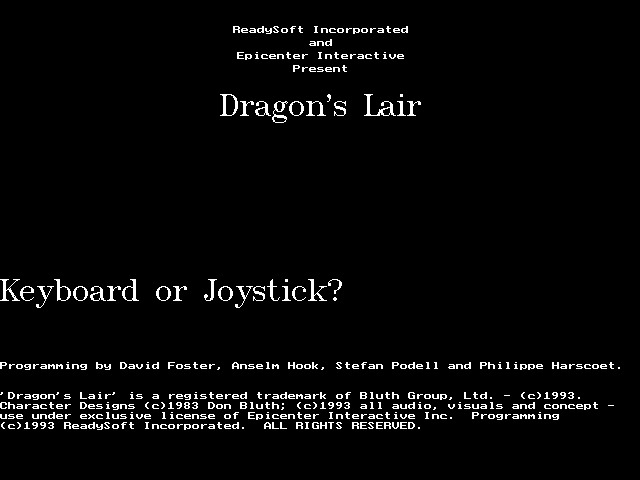 ReadySoft Incorporated
and
Epicenter Interactive
Present
Dragon's Lair
Keyboard or Joystick?
Programming by David Foster, Anselm Hook, Stefan Podell and Philippe Harscoet.
'Dragon's Lair' is a registered trademark of Bluth Group, Ltd. - (c)1993.
Character Designs (c)1983 Don Bluth; (c)1993 all audio, visuals and concept -
use under exclusive license of Epicenter Interactive Inc.  Programming
(c)1993 ReadySoft Incorporated.  ALL RIGHTS RESERVED.